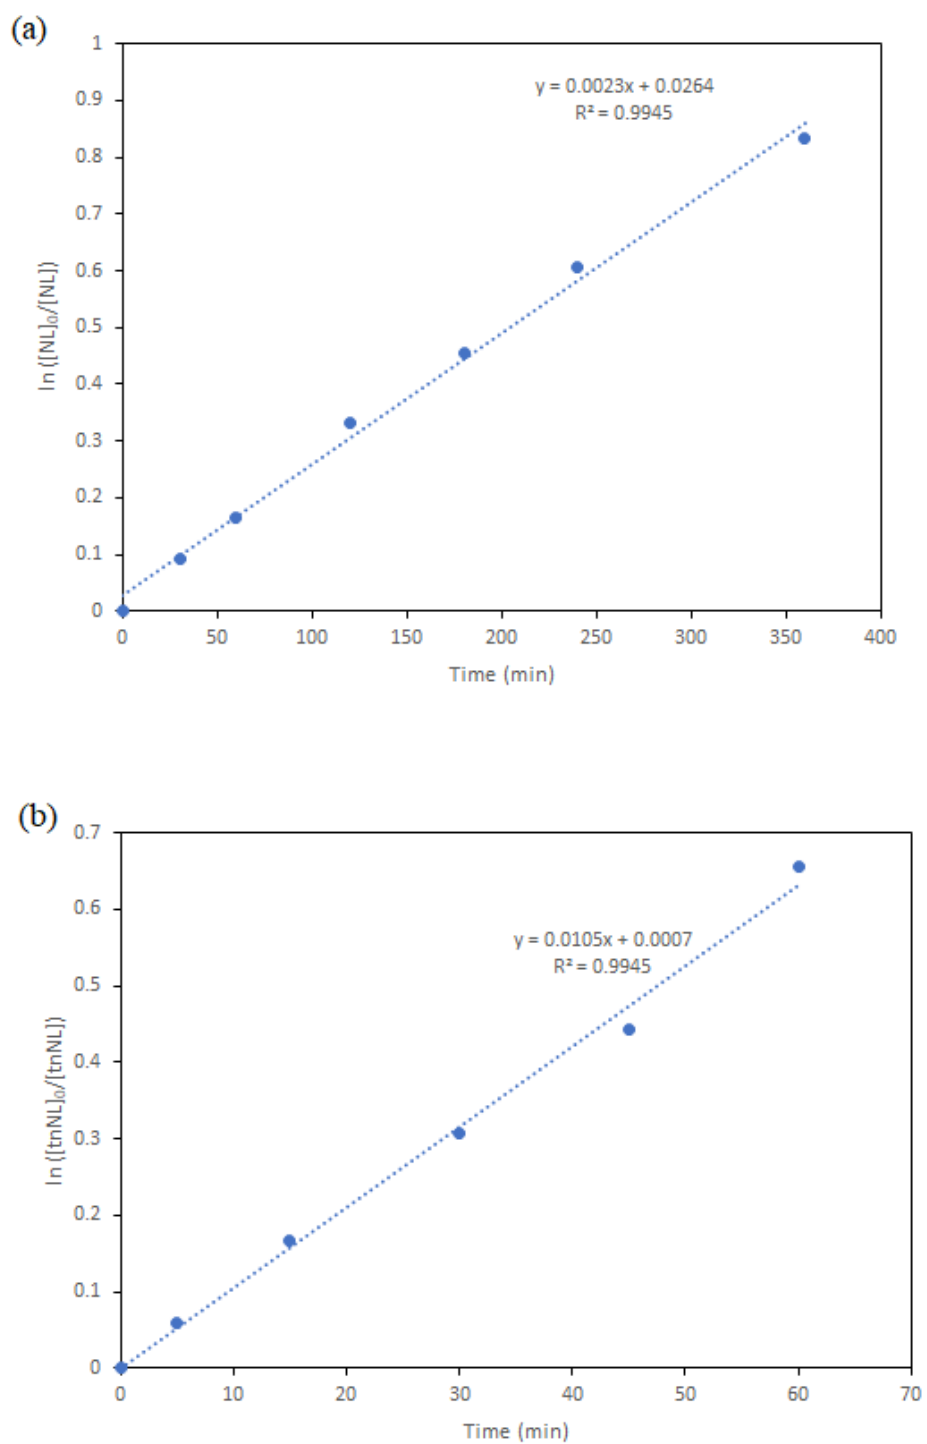 (a)
1
y = 0.0023x + 0.0264
0.9
R² = 0.9945
0.8
0.7
0.6
ln ([NL]₀/[NL])
0.5
0.4
0.3
0.2
0.1
0
0 50 100 150 200 250 300 350 400
Time (min)
(b)
0.7
0.6
y = 0.0105x + 0.0007
R² = 0.9945
0.5
ln ([tnNL]₀/[tnNL])
0.4
0.3
0.2
0.1
0
0 10 20 30 40 50 60 70
Time (min)